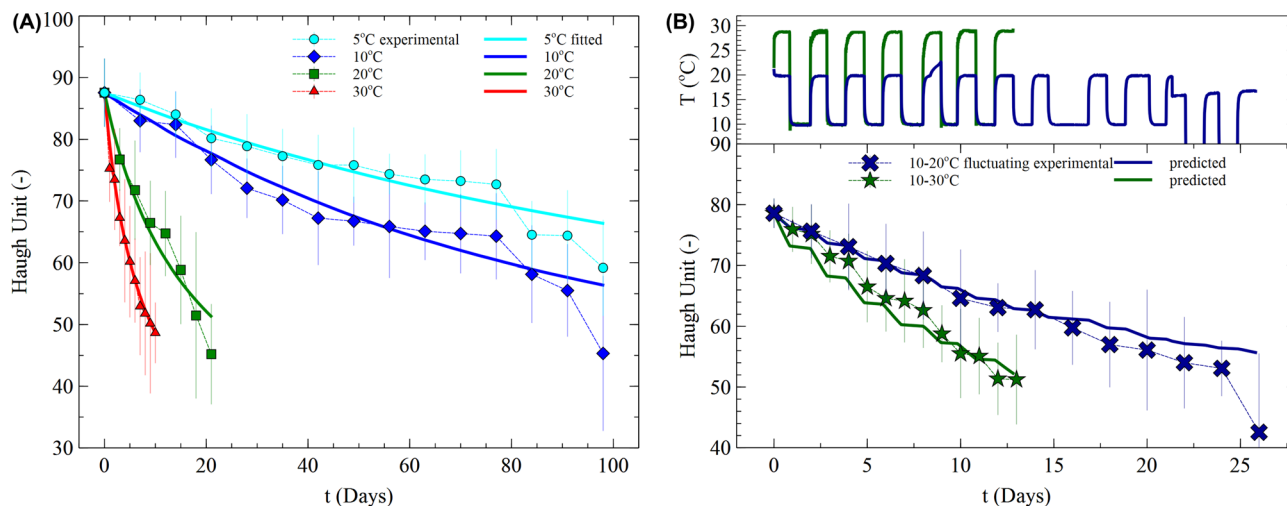 (A)
100
90
80
70
60
50
40
30
Haugh Unit (-)
0
20
40
60
80
100
t (Days)
5°C experimental
10°C
20°C
30°C
5°C fitted
10°C
20°C
30°C
(B)
30
25
20
15
10
T (°C)
90
80
70
60
50
40
Haugh Unit (-)
0
5
10
15
20
25
t (Days)
10-20°C fluctuating experimental
10-30°C
predicted
predicted